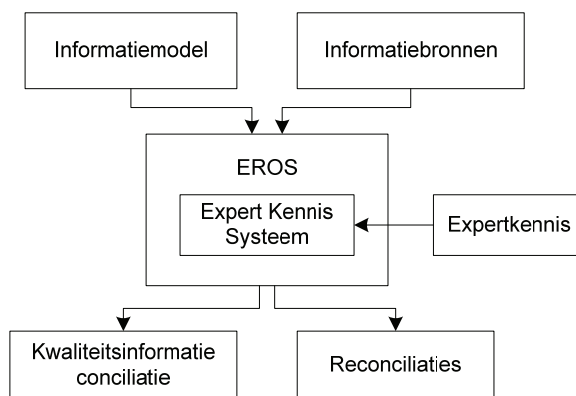 Informatiemodel
Informatiebronnen
EROS
Expert Kennis
Systeem
Expertkennis
Kwaliteitsinformatie
conciliatie
Reconciliaties